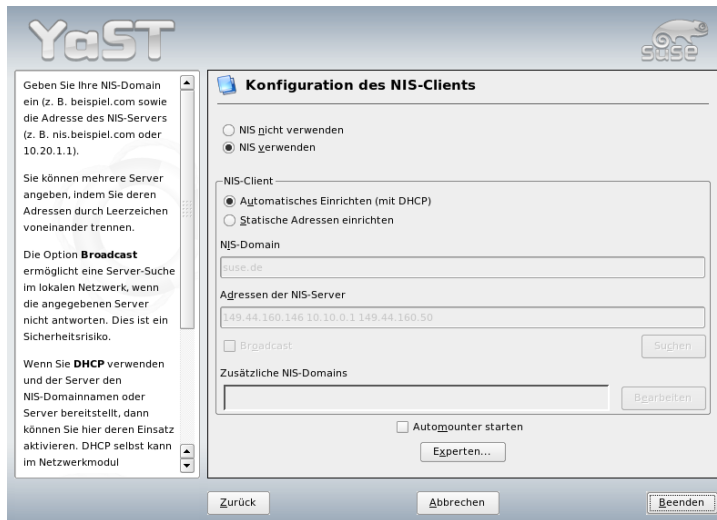 YaST
SUSE
Geben Sie Ihre NIS-Domain
ein (z. B. beispiel.com sowie
die Adresse des NIS-Servers
(z. B. nis.beispiel.com oder
10.20.1.1).
Sie können mehrere Server
angeben, indem Sie deren
Adressen durch Leerzeichen
voneinander trennen.
Die Option Broadcast
ermöglicht eine Server-Suche
im lokalen Netzwerk, wenn
die angegebenen Server
nicht antworten. Dies ist ein
Sicherheitsrisiko.
Wenn Sie DHCP verwenden
und der Server den
NIS-Domainnamen oder
Server bereitstellt, dann
können Sie hier deren Einsatz
aktivieren. DHCP selbst kann
im Netzwerkmodul
Konfiguration des NIS-Clients
NIS nicht verwenden
NIS verwenden
NIS-Client
Automatisches Einrichten (mit DHCP)
Statische Adressen einrichten
NIS-Domain
suse.de
Adressen der NIS-Server
149.44.160.146 10.10.0.1 149.44.160.50
Broadcast
Suchen
Zusätzliche NIS-Domains
Bearbeiten
Automounter starten
Experten...
Zurück
Abbrechen
Beenden